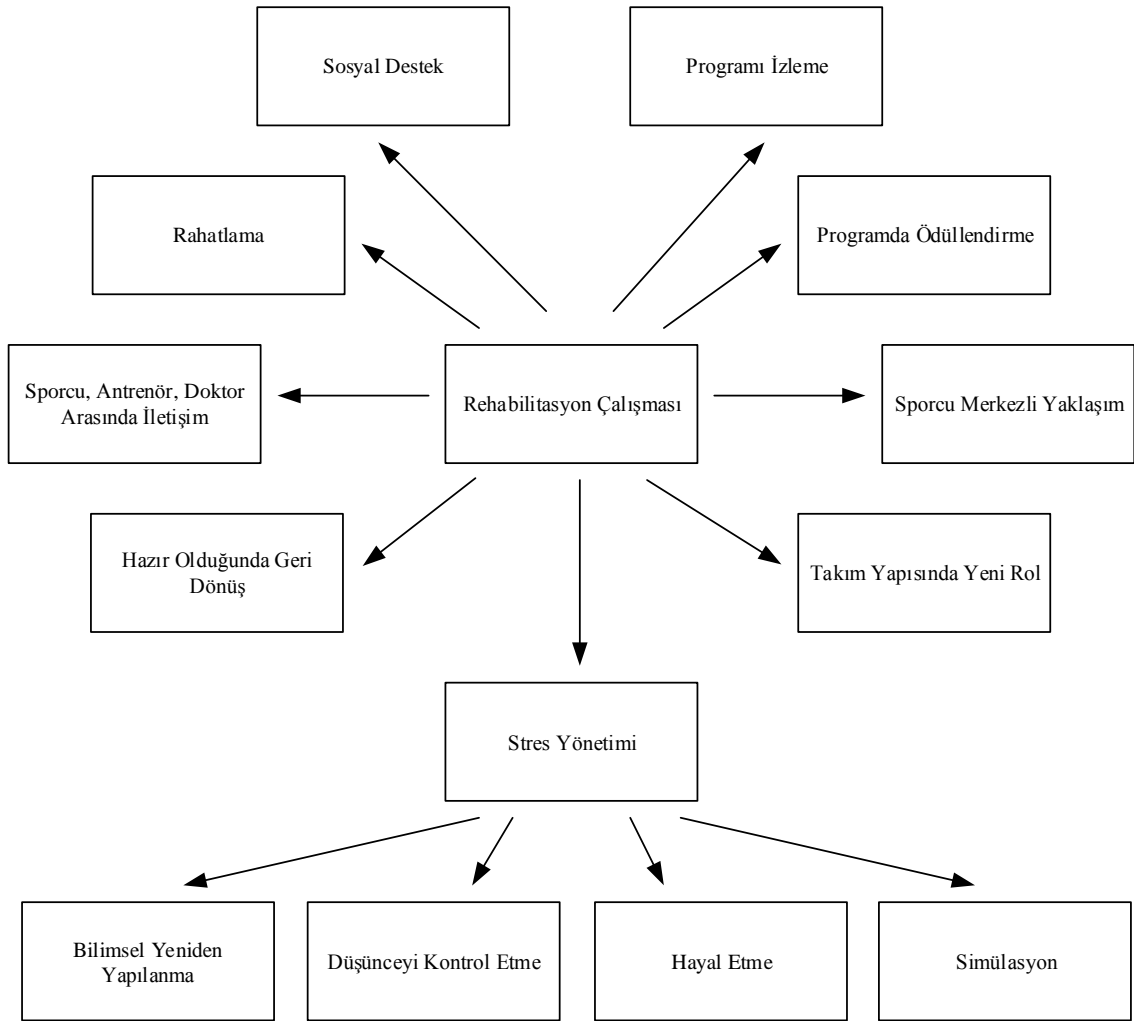 Sosyal Destek
Programı İzleme
Rahatlama
Programda Ödüllendirme
Sporcu, Antrenör, Doktor
Arasında İletişim
Rehabilitasyon Çalışması
Sporcu Merkezli Yaklaşım
Hazır Olduğunda Geri
Dönüş
Takım Yapısında Yeni Rol
Stres Yönetimi
Bilimsel Yeniden
Yapılanma
Düşünceyi Kontrol Etme
Hayal Etme
Simülasyon